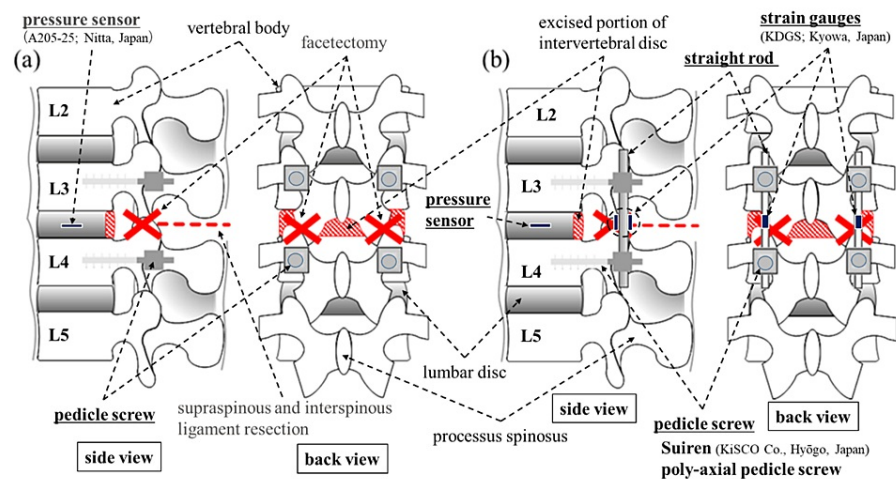 pressure sensor
(A205-25; Nitta, Japan)
vertebral body
facetectomy
excised portion of
intervertebral disc
strain gauges
(KDGS; Kyowa, Japan)
straight rod
(a)
(b)
L2
L3
L4
L5
L2
L3
L4
L5
pressure
sensor
lumbar disc
pedicle screw
supraspinous and interspinous
ligament resection
processus spinosus
side view
back view
side view
back view
pedicle screw
Suiren (KiSCO Co., Hyōgo, Japan)
poly-axial pedicle screw